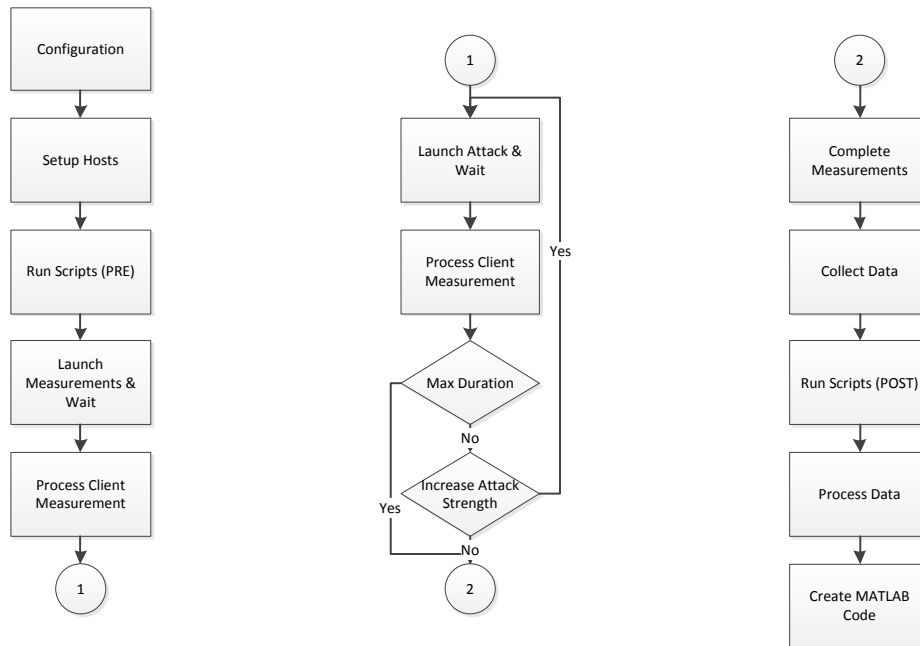 Configuration
Setup Hosts
Run Scripts (PRE)
Launch
Measurements &
Wait
Process Client
Measurement
1
1
Launch Attack &
Wait
Process Client
Measurement
Max Duration
No
Increase Attack
Strength
Yes
Yes
No
2
2
Complete
Measurements
Collect Data
Run Scripts (POST)
Process Data
Create MATLAB
Code